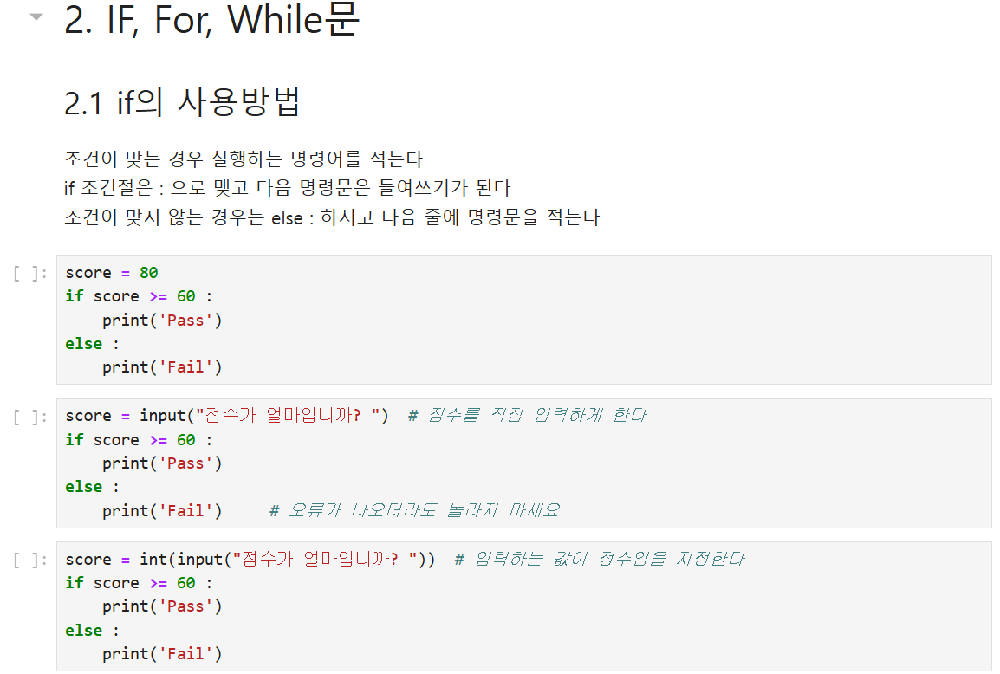 2. IF, For, While문
2.1 if의 사용방법
조건이 맞는 경우 실행하는 명령어를 적는다
if 조건절은 : 으로 맺고 다음 명령문은 들여쓰기가 된다
조건이 맞지 않는 경우는 else : 하시고 다음 줄에 명령문을 적는다
[ ]: score = 80
if score >= 60 :
    print('Pass')
else :
    print('Fail')
[ ]: score = input("점수가 얼마입니까? ")  # 점수를 직접 입력하게 한다
if score >= 60 :
    print('Pass')
else :
    print('Fail')     # 오류가 나오더라도 놀라지 마세요
[ ]: score = int(input("점수가 얼마입니까? "))  # 입력하는 값이 정수임을 지정한다
if score >= 60 :
    print('Pass')
else :
    print('Fail')